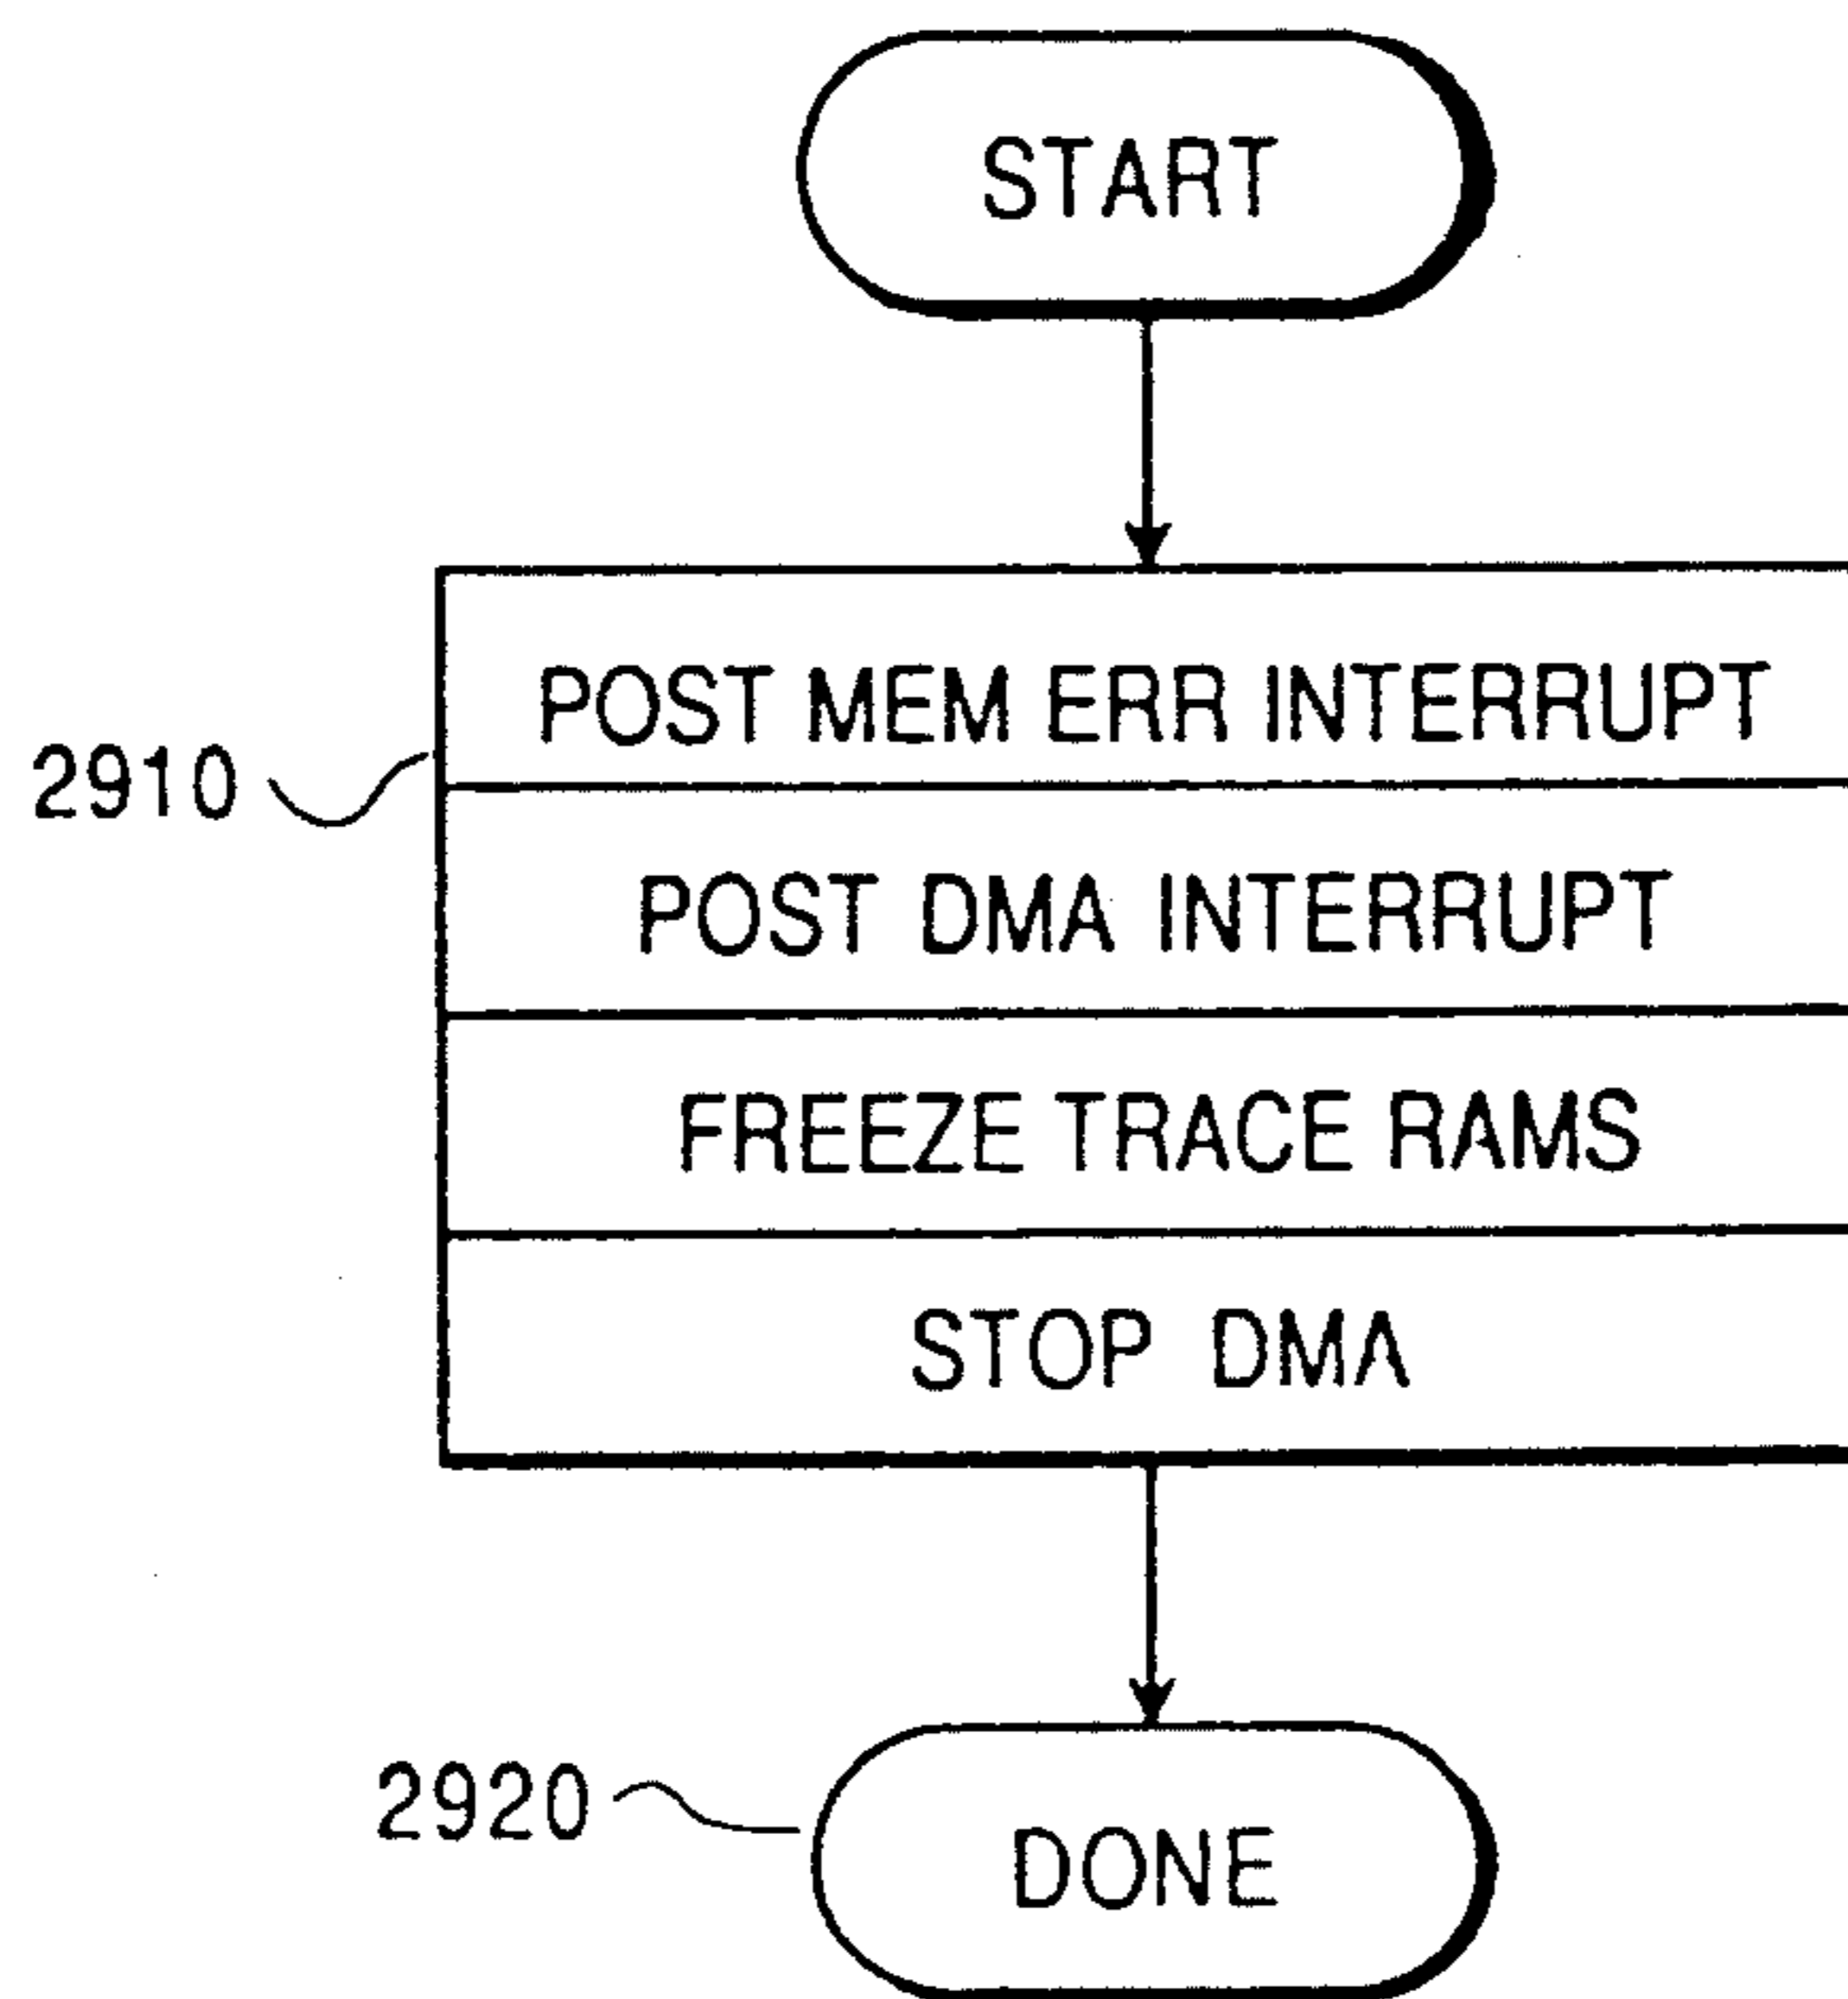 START
POST MEM ERR INTERRUPT
2910
POST DMA INTERRUPT
FREEZE TRACE RAMS
STOP DMA
2920
DONE